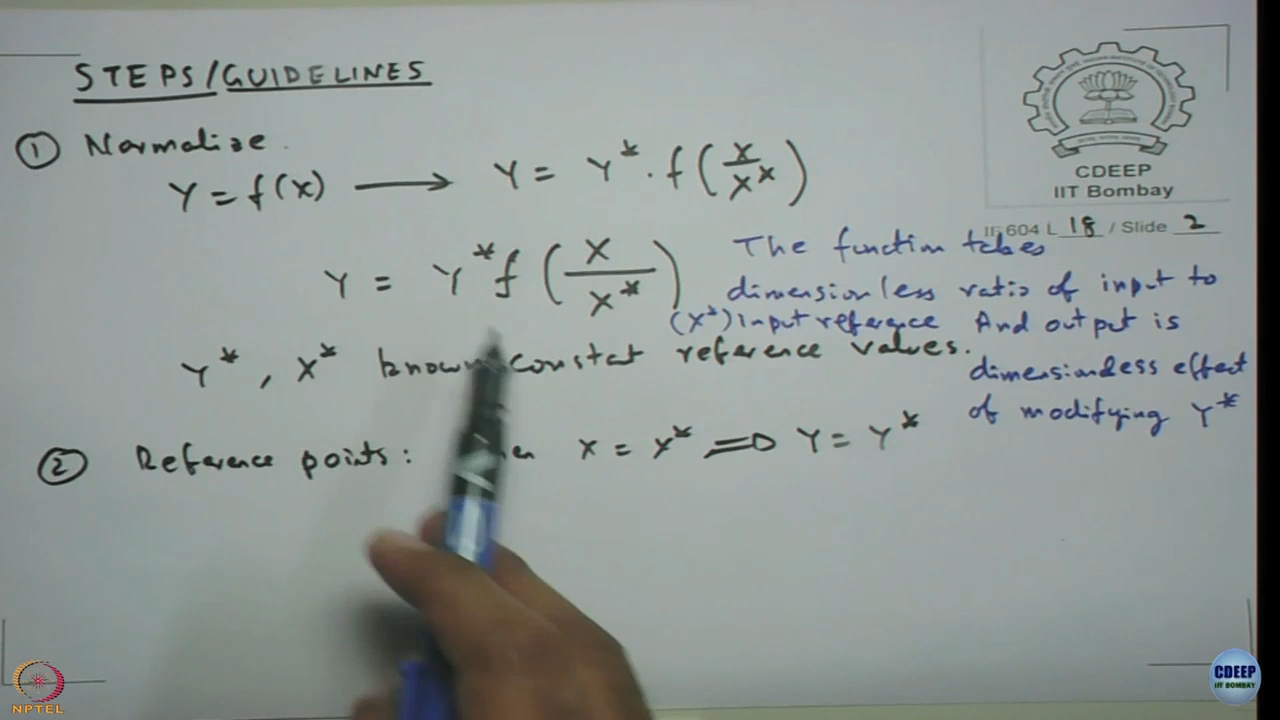 STEPS/GUIDELINES
① Normalize.
Y = f(X) ⟶ Y = Y* . f(X/X*)
Y = Y* f(X/X*)
The function takes
dimensionless ratio of input to
(X*) input reference And output is
dimensionless effect
of modifying Y*
Y*, X* known constat reference values.
② Reference points: X = X* ⟹ Y = Y*
CDEEP
IIT Bombay
IE 604 L 18 / Slide 2
NPTEL
CDEEP
IIT BOMBAY